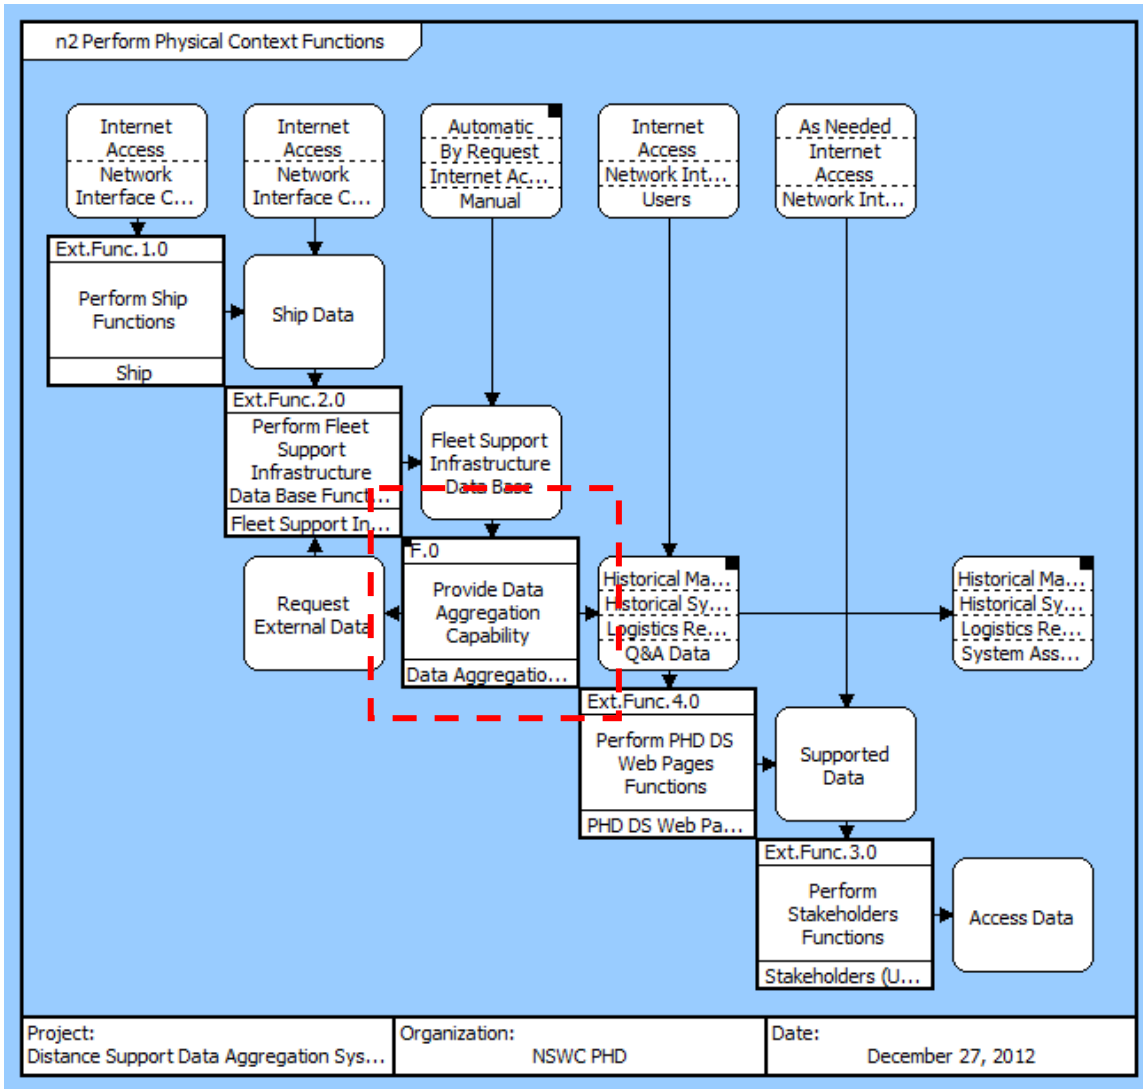 n2 Perform Physical Context Functions
Internet
Access
Network
Interface C...
Internet
Access
Network
Interface C...
Automatic
By Request
Internet Ac...
Manual
Internet
Access
Network Int...
Users
As Needed
Internet
Access
Network Int...
Ext.Func.1.0
Perform Ship
Functions
Ship
Ship Data
Ext.Func.2.0
Perform Fleet
Support
Infrastructure
Data Base Funct...
Fleet Support In...
Fleet Support
Infrastructure
Data Base
Request
External Data
F.0
Provide Data
Aggregation
Capability
Data Aggregatio...
Historical Ma...
Historical Sy...
Logistics Re...
Q&A Data
Historical Ma...
Historical Sy...
Logistics Re...
System Ass...
Ext.Func.4.0
Perform PHD DS
Web Pages
Functions
PHD DS Web Pa...
Supported
Data
Ext.Func.3.0
Perform
Stakeholders
Functions
Stakeholders (U...
Access Data
Project:
Distance Support Data Aggregation Sys...
Organization:
NSWC PHD
Date:
December 27, 2012